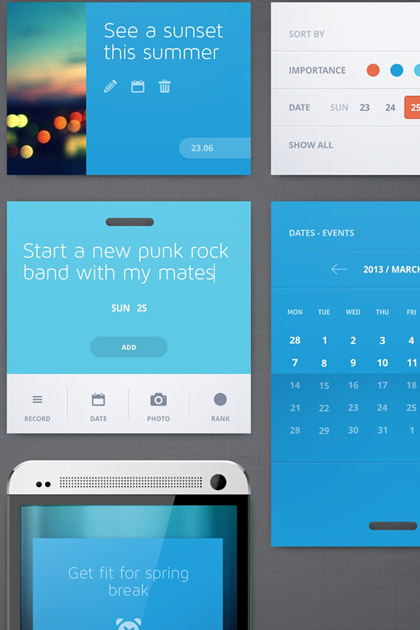 See a sunset
this summer
23.06
SORT BY
IMPORTANCE
DATE SUN 23 24 25
SHOW ALL
Start a new punk rock
band with my mates
SUN 25
ADD
RECORD DATE PHOTO RANK
DATES - EVENTS
2013 / MARCH
MON TUE WED THU FRI
28 1 2 3 4
7 8 9 10 11
14 15 16 17 18
21 22 23 24 25
28 29 30 31 1
Get fit for spring
break